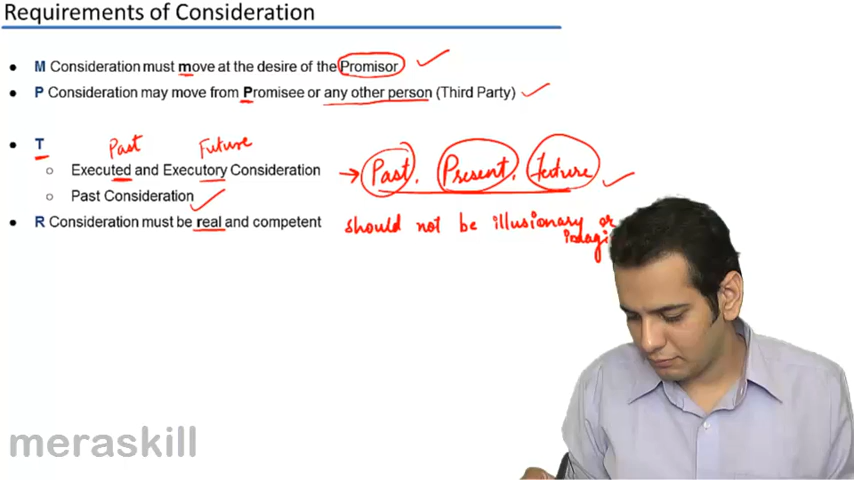 Requirements of Consideration
• M Consideration must move at the desire of the Promisor
• P Consideration may move from Promisee or any other person (Third Party)
• T
Past Future
○ Executed and Executory Consideration → Past, Present, Future
○ Past Consideration
• R Consideration must be real and competent should not be illusionary or
meraskill